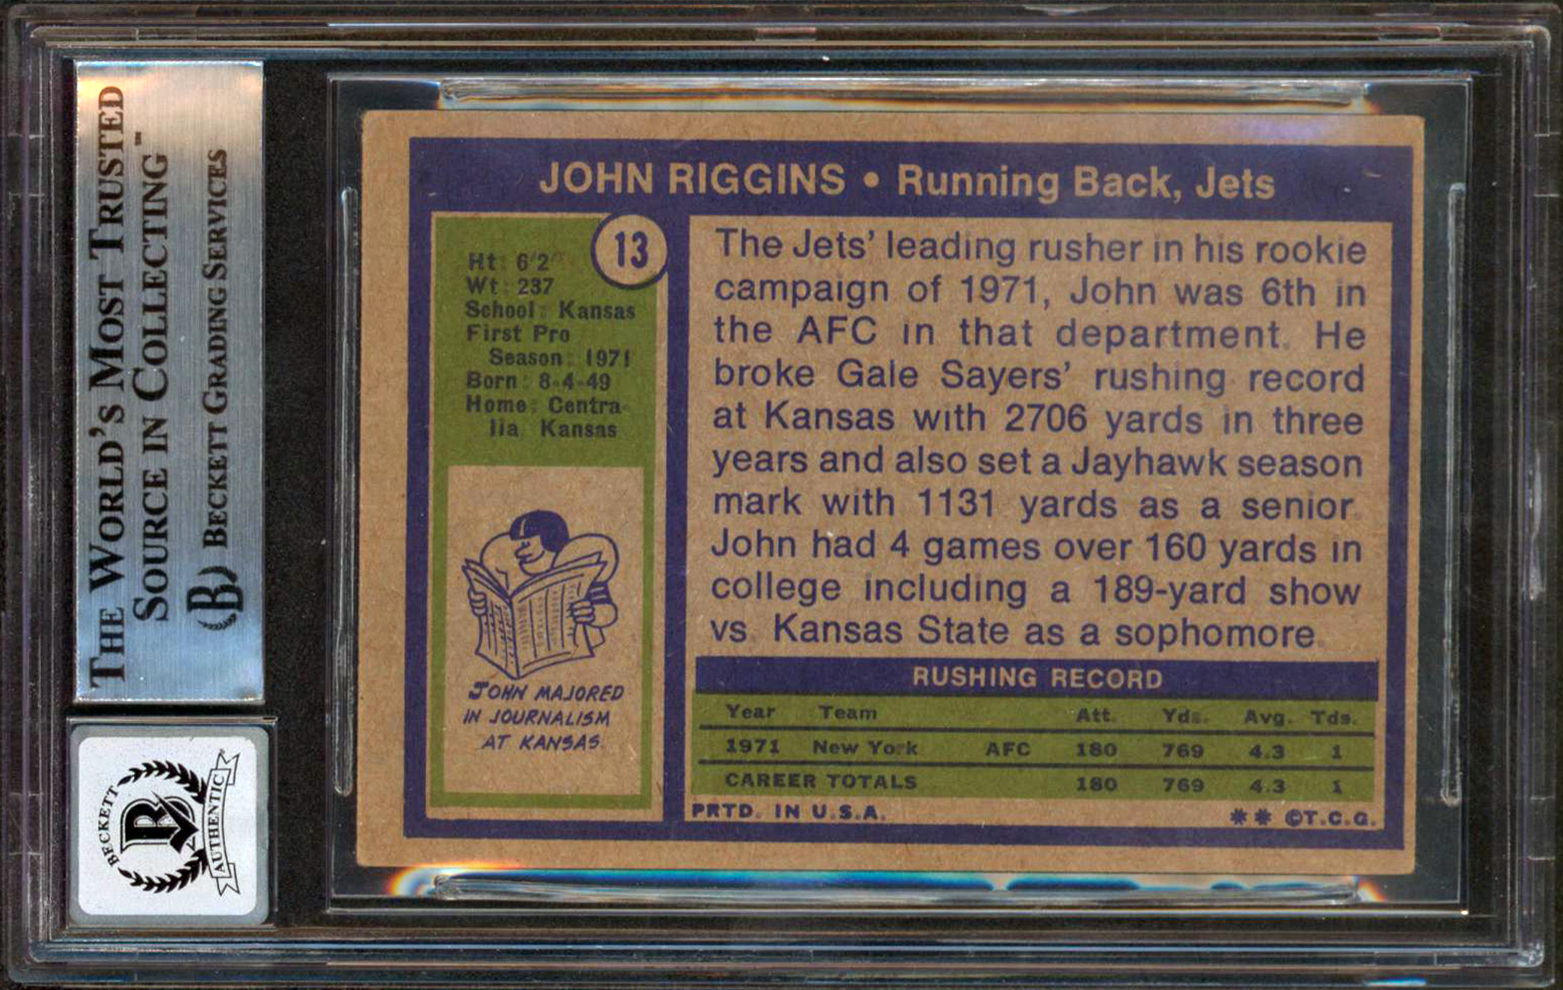 THE WORLD'S MOST TRUSTED
SOURCE IN COLLECTING™
BJ BECKETT GRADING SERVICES
BECKETT
B
AUTHENTIC
JOHN RIGGINS • Running Back, Jets
13
Ht: 6'2"
Wt: 237
School: Kansas
First Pro
Season: 1971
Born: 8-4-49
Home: Centra-
lia, Kansas
JOHN MAJORED
IN JOURNALISM
AT KANSAS.
The Jets' leading rusher in his rookie
campaign of 1971, John was 6th in
the AFC in that department. He
broke Gale Sayers' rushing record
at Kansas with 2706 yards in three
years and also set a Jayhawk season
mark with 1131 yards as a senior.
John had 4 games over 160 yards in
college including a 189-yard show
vs. Kansas State as a sophomore.
RUSHING RECORD
Year Team Att. Yds. Avg. Tds.
1971 New York AFC 180 769 4.3 1
CAREER TOTALS 180 769 4.3 1
PRTD. IN U.S.A. ** ©T.C.G.